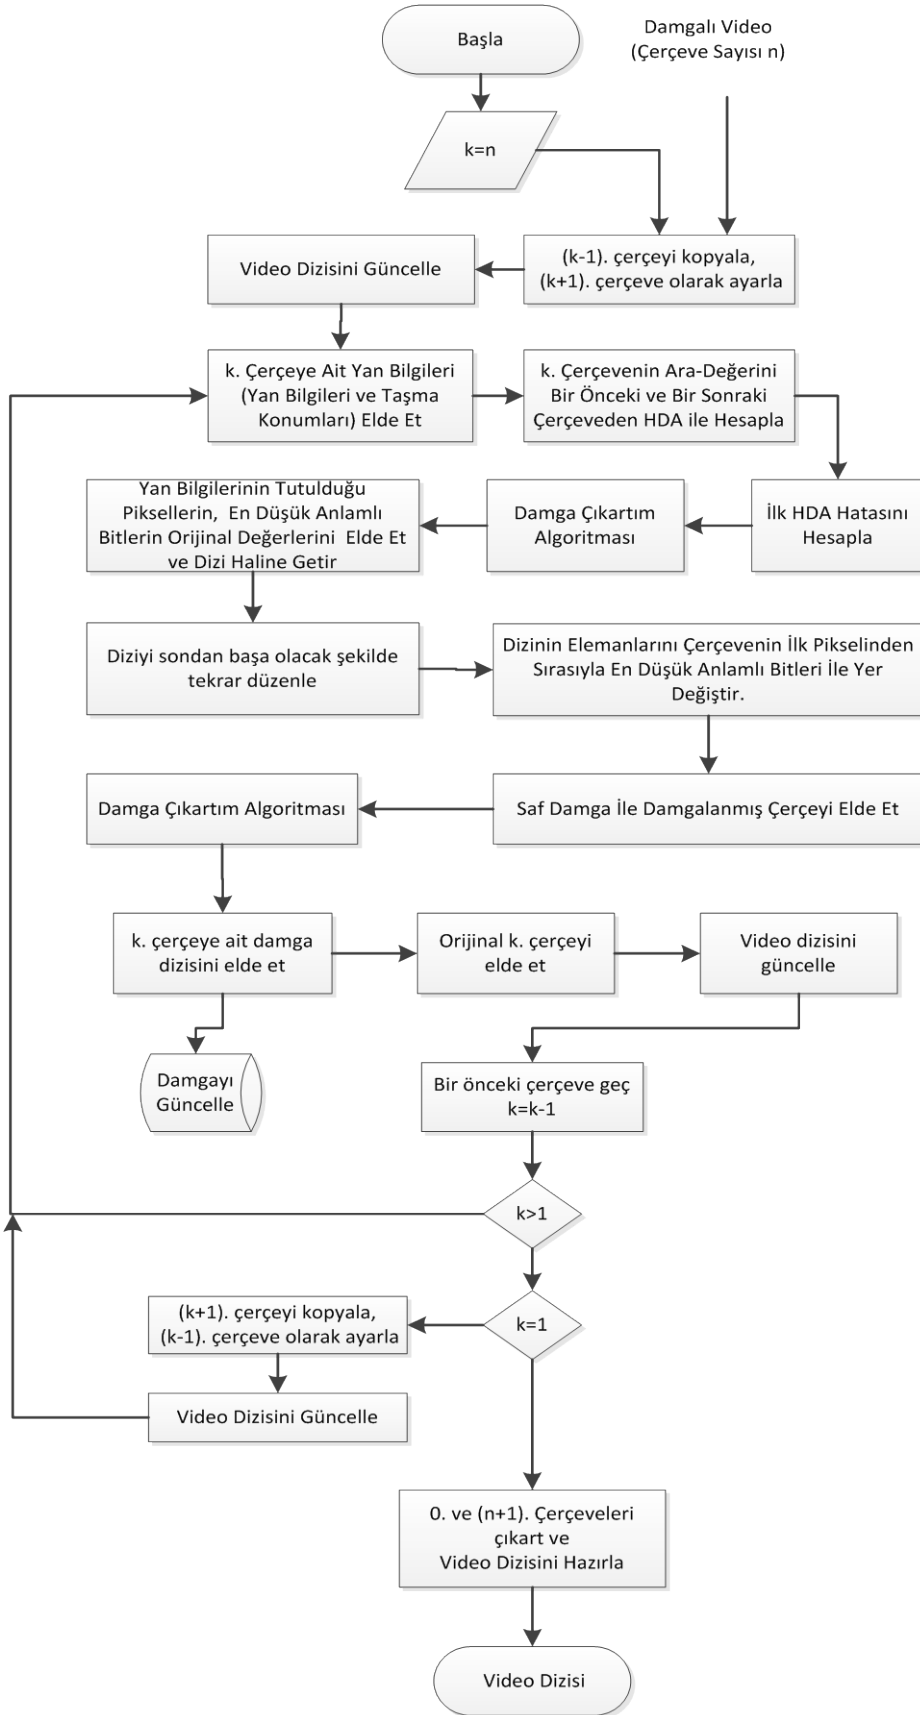 Başla
Damgalı Video
(Çerçeve Sayısı n)
k=n
(k-1). çerçeyi kopyala,
(k+1). çerçeve olarak ayarla
Video Dizisini Güncelle
k. Çerçeye Ait Yan Bilgileri
(Yan Bilgileri ve Taşma
Konumları) Elde Et
k. Çerçevenin Ara-Değerini
Bir Önceki ve Bir Sonraki
Çerçeveden HDA ile Hesapla
İlk HDA Hatasını
Hesapla
Damga Çıkartım
Algoritması
Yan Bilgilerinin Tutulduğu
Piksellerin, En Düşük Anlamlı
Bitlerin Orijinal Değerlerini Elde Et
ve Dizi Haline Getir
Diziyi sondan başa olacak şekilde
tekrar düzenle
Dizinin Elemanlarını Çerçevenin İlk Pikselinden
Sırasıyla En Düşük Anlamlı Bitleri İle Yer
Değiştir.
Saf Damga İle Damgalanmış Çerçeyi Elde Et
Damga Çıkartım Algoritması
k. çerçeye ait damga
dizisini elde et
Orijinal k. çerçeyi
elde et
Video dizisini
güncelle
Damgayı
Güncelle
Bir önceki çerçeve geç
k=k-1
k>1
k=1
(k+1). çerçeyi kopyala,
(k-1). çerçeve olarak ayarla
Video Dizisini Güncelle
0. ve (n+1). Çerçeveleri
çıkart ve
Video Dizisini Hazırla
Video Dizisi